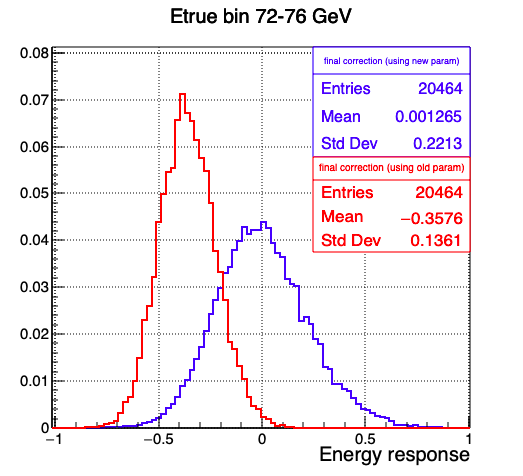 Etrue bin 72-76 GeV
0.08
0.07
0.06
0.05
0.04
0.03
0.02
0.01
0
−1
−0.5
0
0.5
1
Energy response
final correction (using new param)
Entries 20464
Mean 0.001265
Std Dev 0.2213
final correction (using old param)
Entries 20464
Mean −0.3576
Std Dev 0.1361